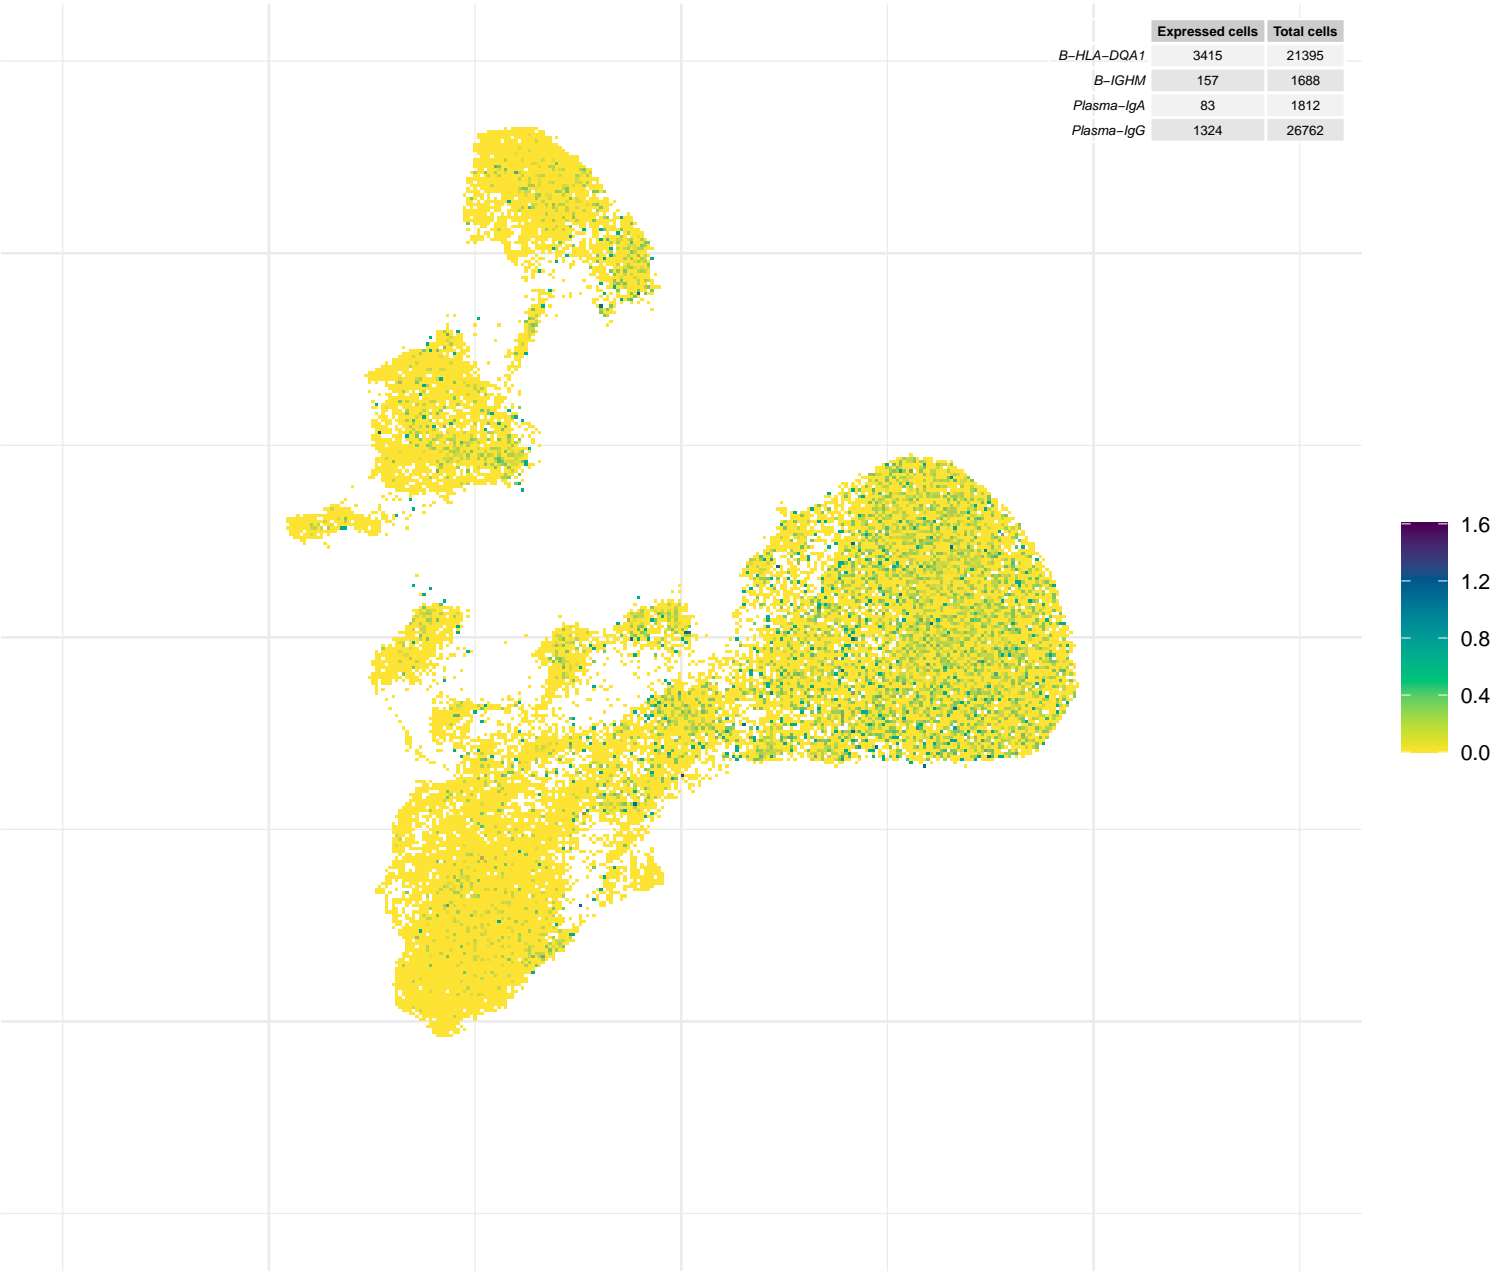 Expressed cells Total cells
B−HLA−DQA1 3415 21395
B−IGHM 157 1688
Plasma−IgA 83 1812
Plasma−IgG 1324 26762
1.6
1.2
0.8
0.4
0.0